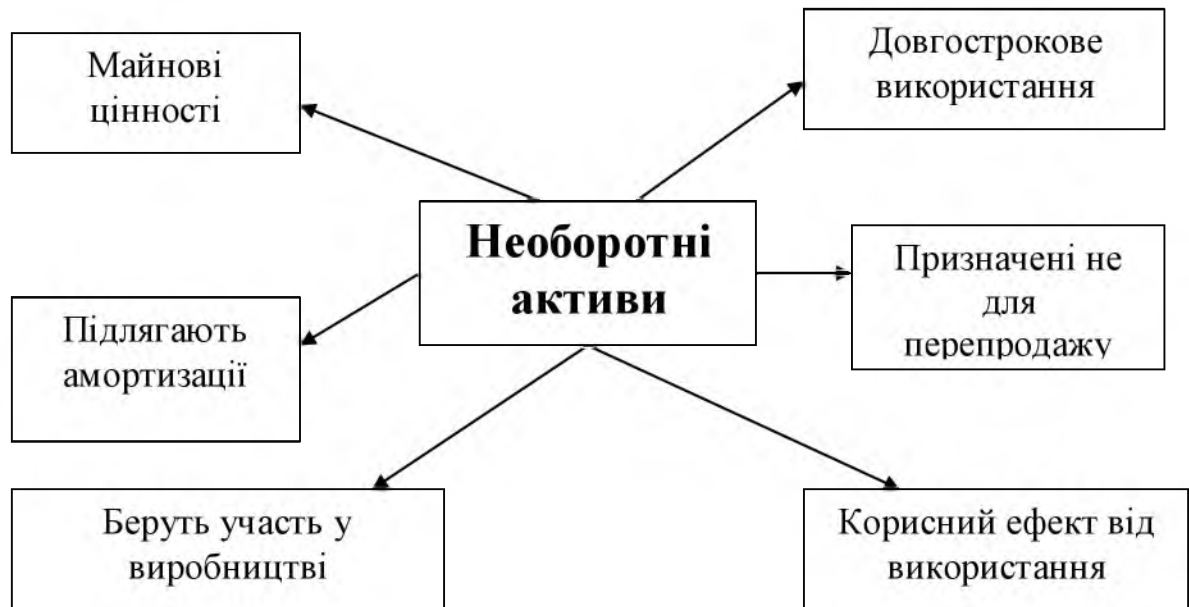 Майнові
цінності
Довгострокове
використання
Необоротні
активи
Призначені не
для
перепродажу
Підлягають
амортизації
Беруть участь у
виробництві
Корисний ефект від
використання